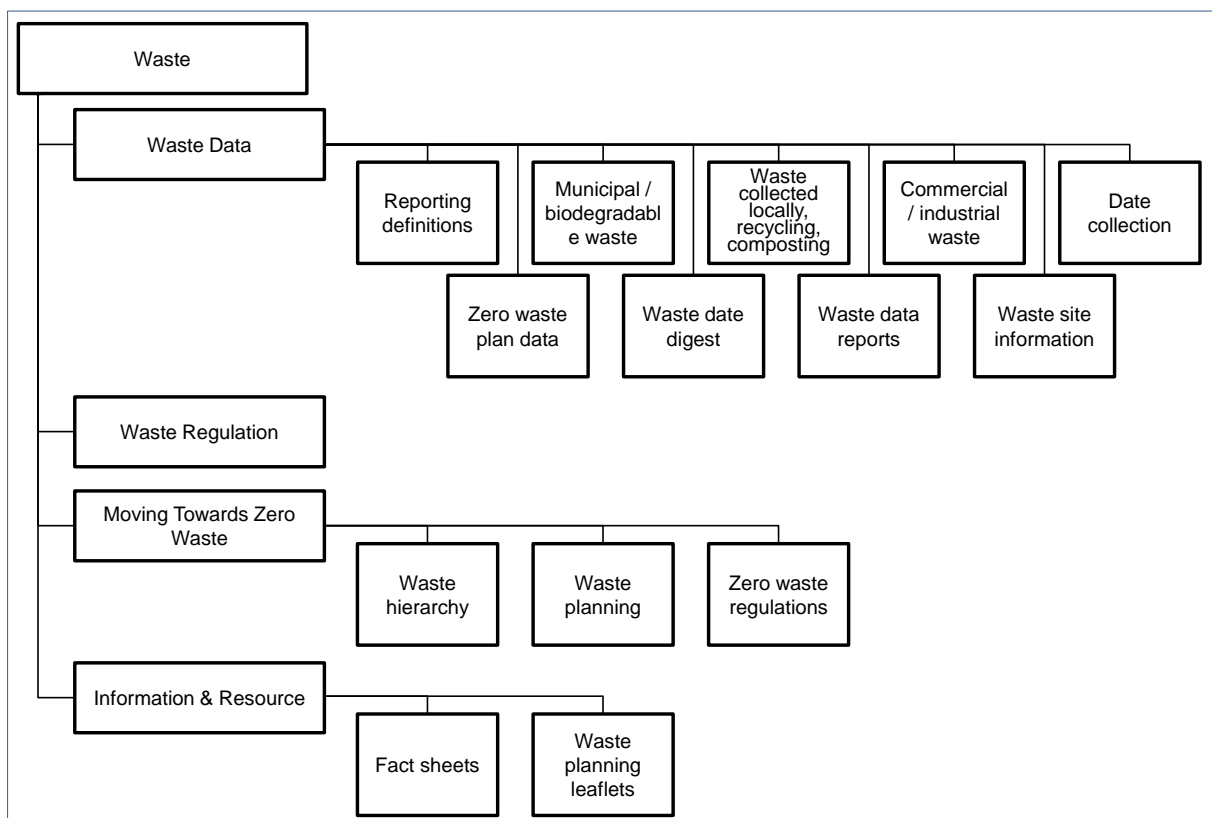 Waste
Waste Data
Reporting
definitions
Municipal /
biodegradabl
e waste
Waste
collected
locally,
recycling,
composting
Commercial
/ industrial
waste
Date
collection
Zero waste
plan data
Waste date
digest
Waste data
reports
Waste site
information
Waste Regulation
Moving Towards Zero
Waste
Waste
hierarchy
Waste
planning
Zero waste
regulations
Information & Resource
Fact sheets
Waste
planning
leaflets